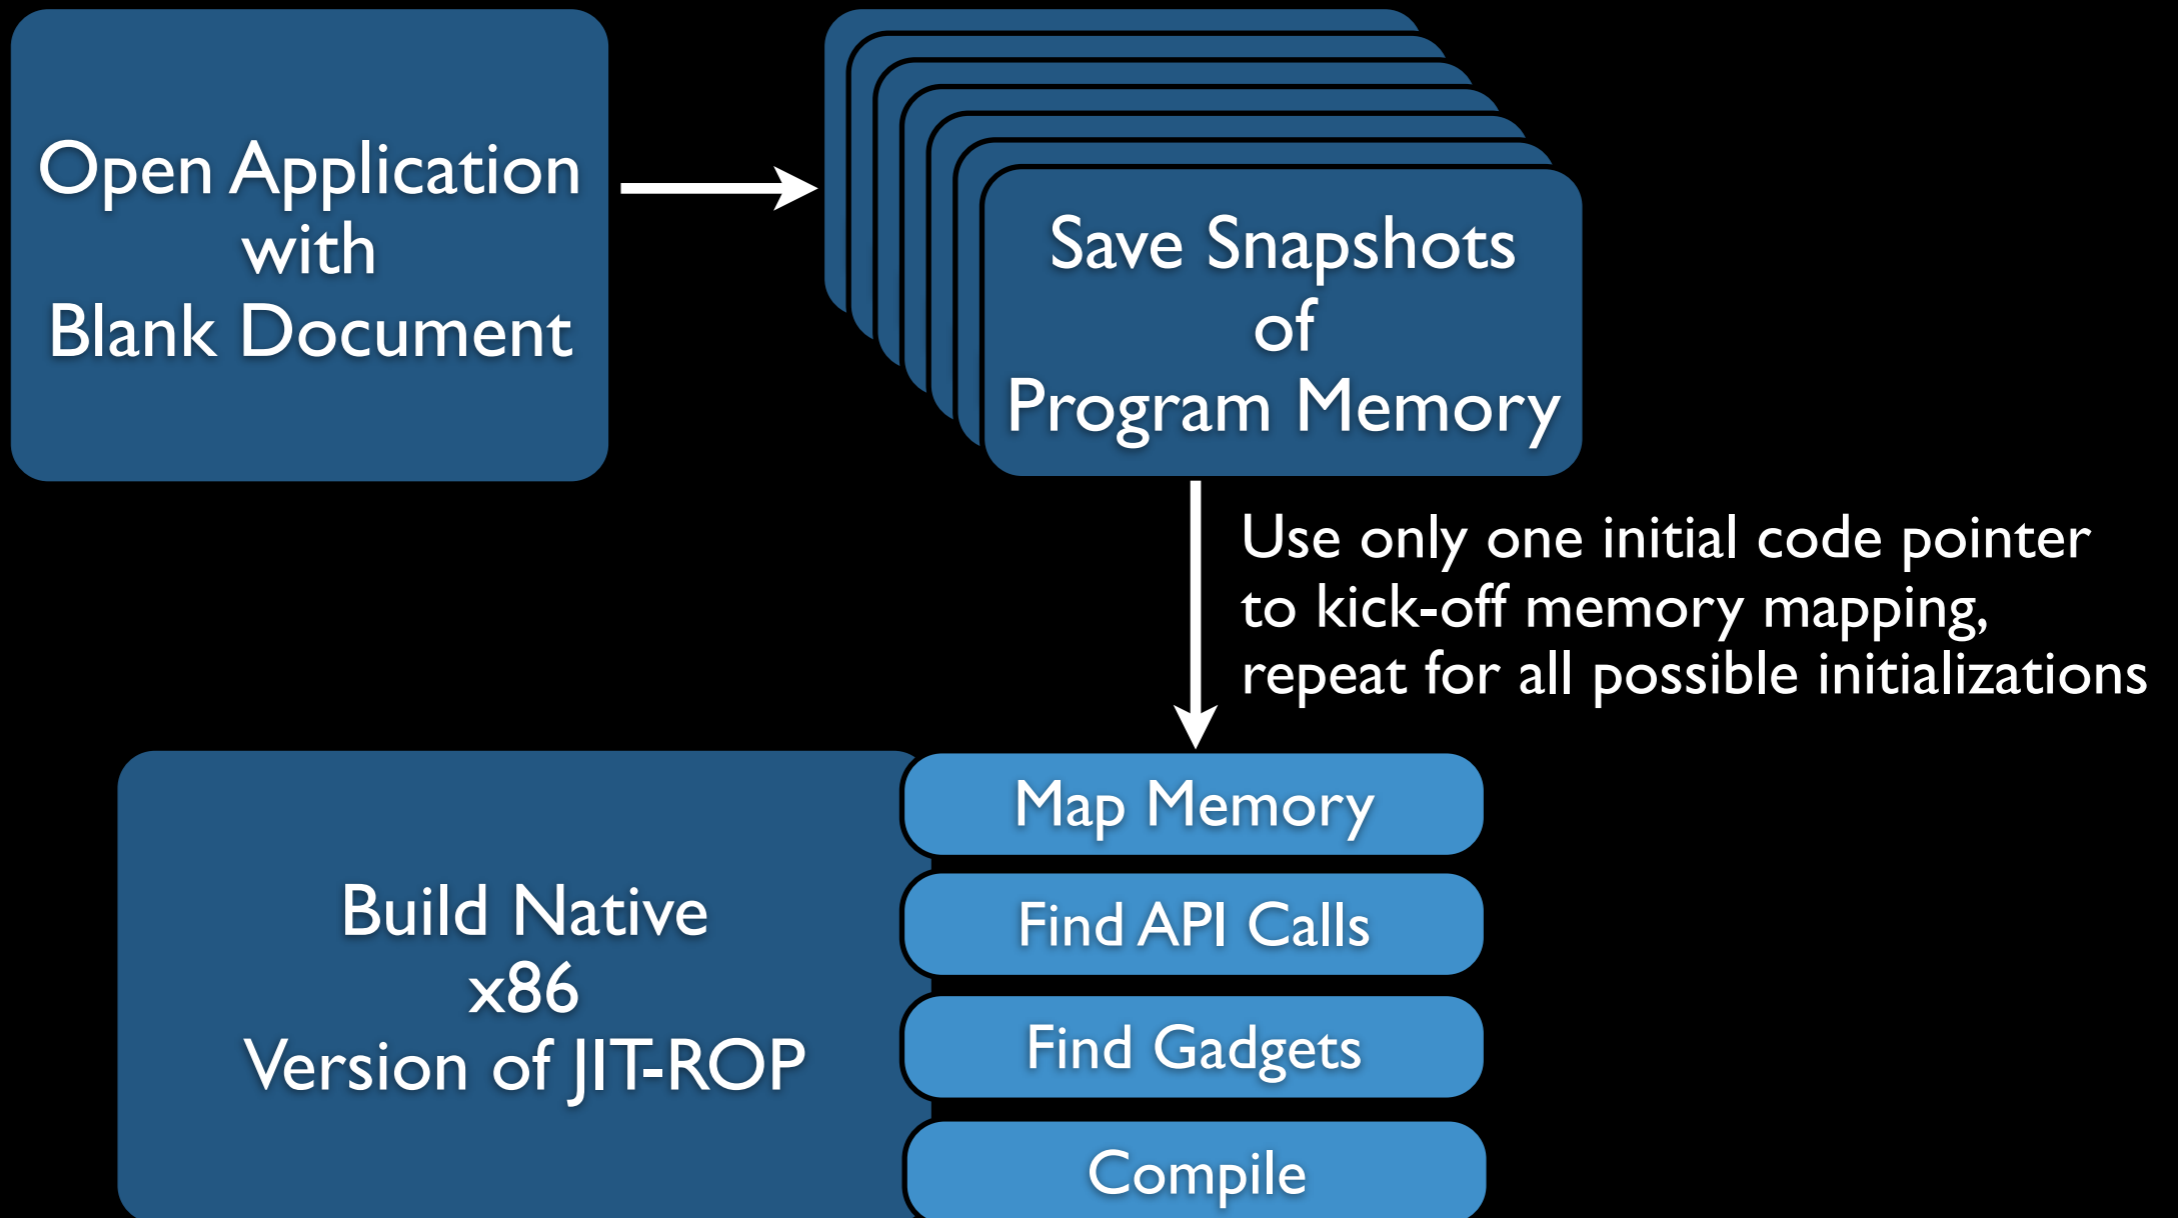 Open Application
with
Blank Document
Save Snapshots
of
Program Memory
Use only one initial code pointer
to kick-off memory mapping,
repeat for all possible initializations
Build Native
x86
Version of JIT-ROP
Map Memory
Find API Calls
Find Gadgets
Compile